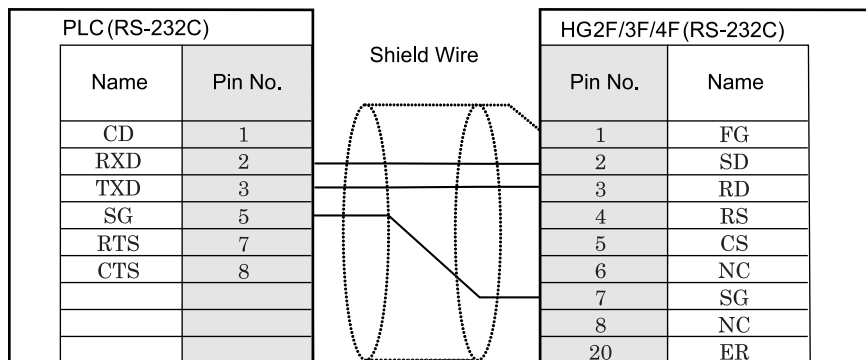 PLC (RS-232C)
Name Pin No.
CD 1
RXD 2
TXD 3
SG 5
RTS 7
CTS 8
Shield Wire
HG2F/3F/4F (RS-232C)
Pin No. Name
1 FG
2 SD
3 RD
4 RS
5 CS
6 NC
7 SG
8 NC
20 ER